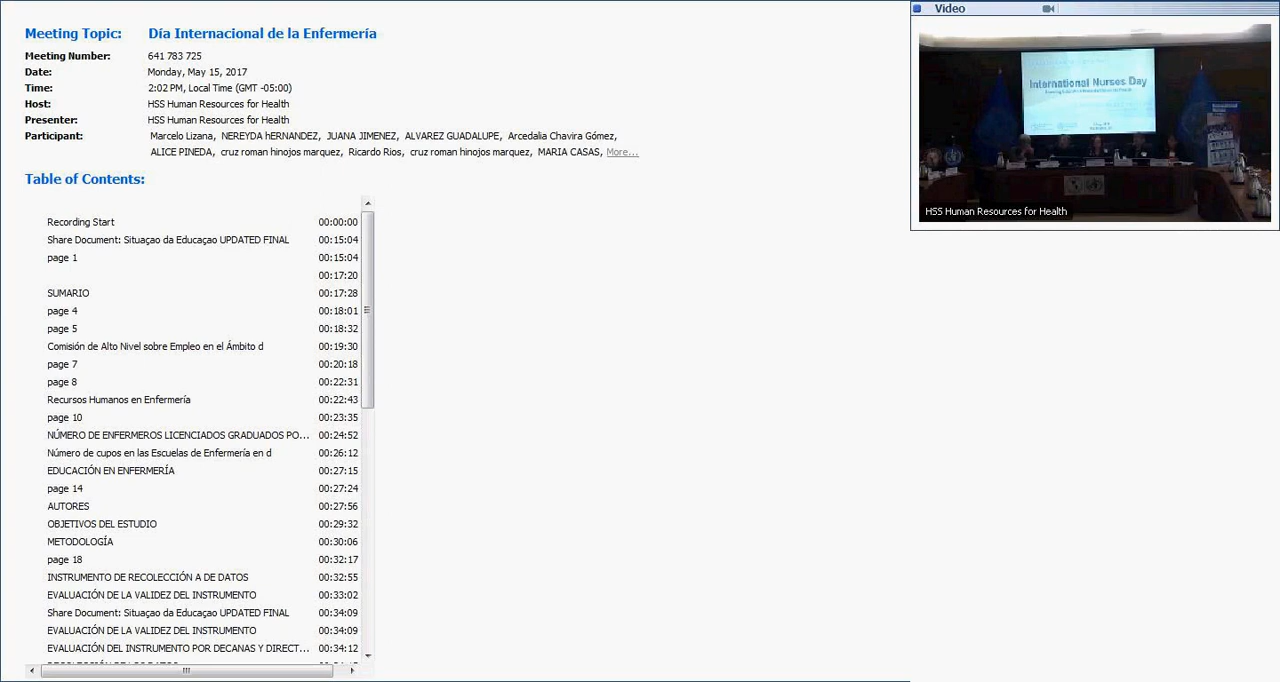 Meeting Topic: Día Internacional de la Enfermería
Meeting Number: 641 783 725
Date: Monday, May 15, 2017
Time: 2:02 PM, Local Time (GMT -05:00)
Host: HSS Human Resources for Health
Presenter: HSS Human Resources for Health
Participant: Marcelo Lizana, NEREYDA hERNANDEZ, JUANA JIMENEZ, ALVAREZ GUADALUPE, Arcedalia Chavira Gómez,
ALICE PINEDA, cruz roman hinojos marquez, Ricardo Rios, cruz roman hinojos marquez, MARIA CASAS, More...
Table of Contents:
Recording Start 00:00:00
Share Document: Situaçao da Educaçao UPDATED FINAL 00:15:04
page 1 00:15:04
00:17:20
SUMARIO 00:17:28
page 4 00:18:01
page 5 00:18:32
Comisión de Alto Nivel sobre Empleo en el Ámbito d 00:19:30
page 7 00:20:18
page 8 00:22:31
Recursos Humanos en Enfermería 00:22:43
page 10 00:23:35
NÚMERO DE ENFERMEROS LICENCIADOS GRADUADOS PO... 00:24:52
Número de cupos en las Escuelas de Enfermería en d 00:26:12
EDUCACIÓN EN ENFERMERÍA 00:27:15
page 14 00:27:24
AUTORES 00:27:56
OBJETIVOS DEL ESTUDIO 00:29:32
METODOLOGÍA 00:30:06
page 18 00:32:17
INSTRUMENTO DE RECOLECCIÓN A DE DATOS 00:32:55
EVALUACIÓN DE LA VALIDEZ DEL INSTRUMENTO 00:33:02
Share Document: Situaçao da Educaçao UPDATED FINAL 00:34:09
EVALUACIÓN DE LA VALIDEZ DEL INSTRUMENTO 00:34:09
EVALUACIÓN DEL INSTRUMENTO POR DECANAS Y DIRECT... 00:34:12
Video
International Nurses Day
HSS Human Resources for Health